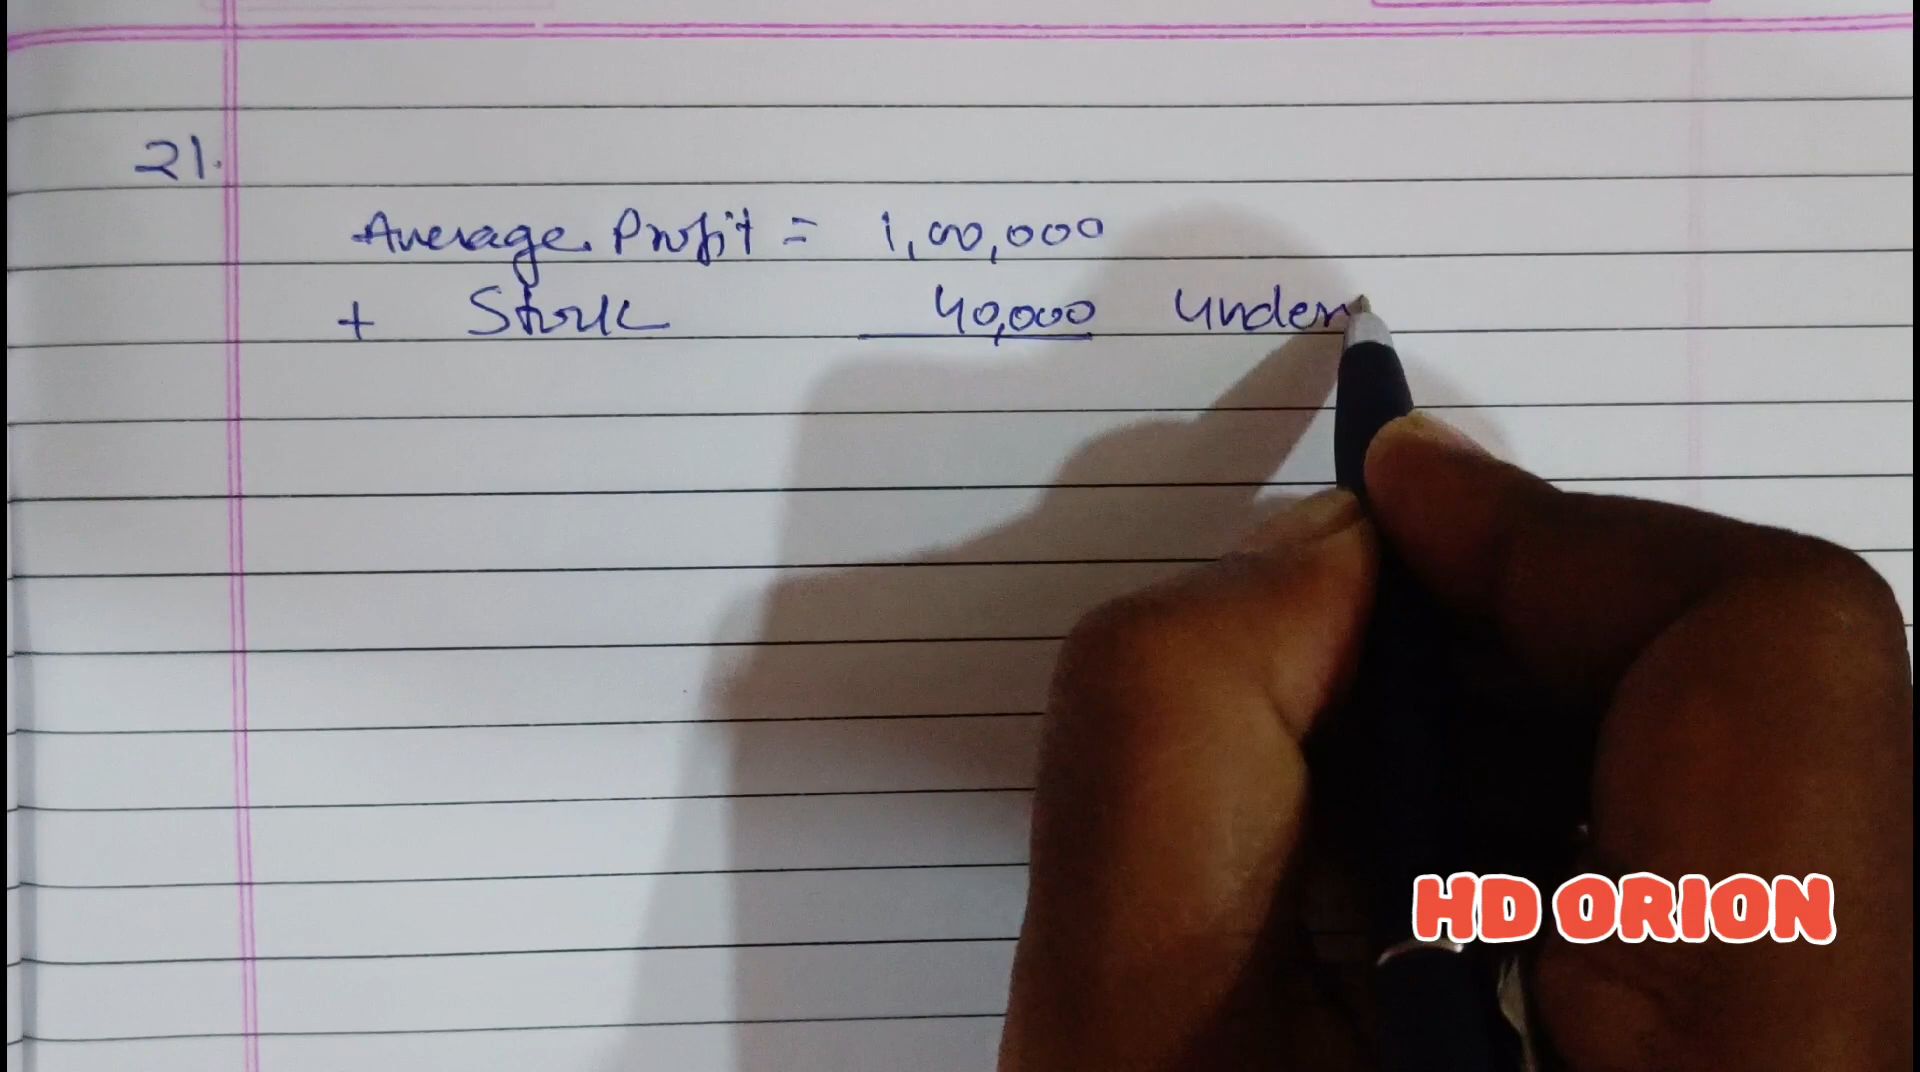 21.
Average Profit = 1,00,000
+ Stock 40,000 under
HD ORION